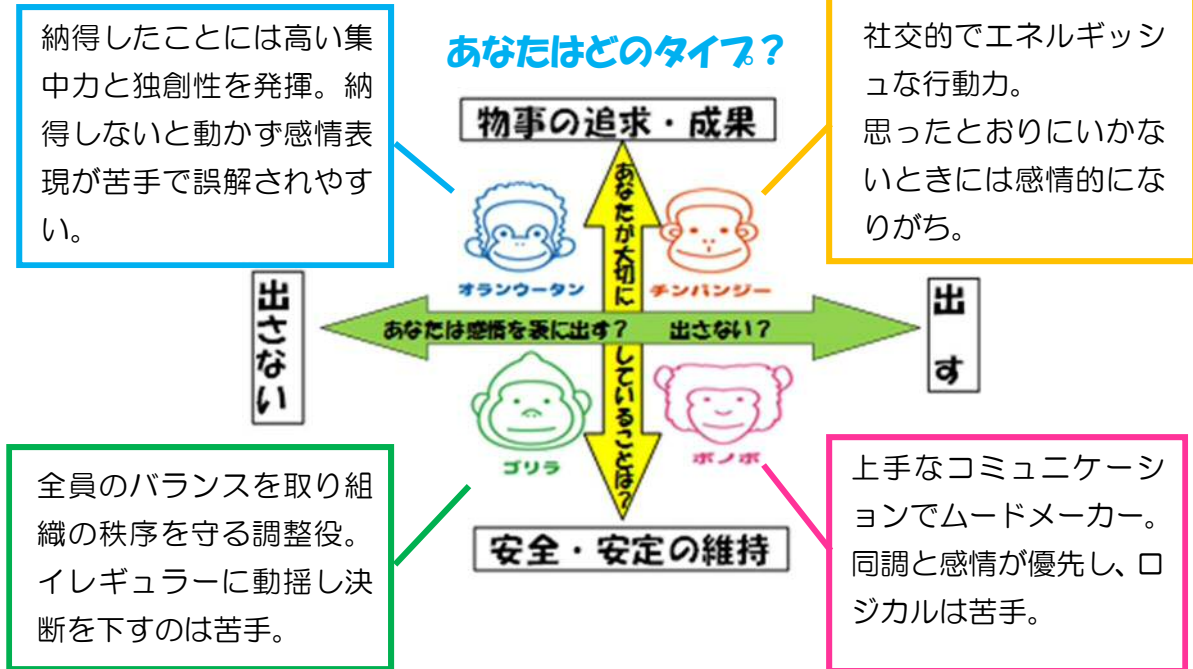 あなたはどのタイプ？
納得したことには高い集
中力と独創性を発揮。納
得しないと動かず感情表
現が苦手で誤解されやす
い。
社交的でエネルギッシ
ュな行動力。
思ったとおりにいかな
いときには感情的にな
りがち。
物事の追求・成果
あなたが大切にしていることは？
オランウータン
チンパンジー
出さない
あなたは感情を表に出す？　出さない？
出す
ゴリラ
ボノボ
安全・安定の維持
全員のバランスを取り組
織の秩序を守る調整役。
イレギュラーに動揺し決
断を下すのは苦手。
上手なコミュニケーシ
ョンでムードメーカー。
同調と感情が優先し、ロ
ジカルは苦手。